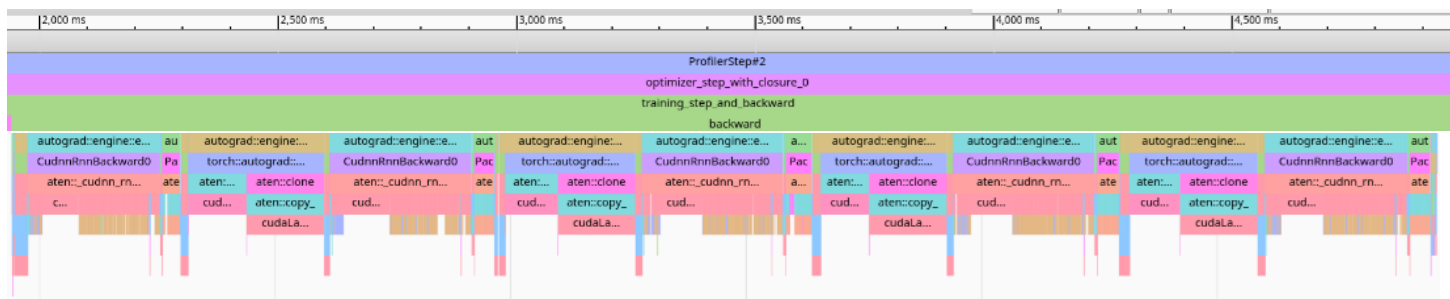 2,000 ms 2,500 ms 3,000 ms 3,500 ms 4,000 ms 4,500 ms
ProfilerStep#2
optimizer_step_with_closure_0
training_step_and_backward
backward
autograd::engine::e... au autograd::engine:... autograd::engine::e... aut autograd::engine:... autograd::engine::e... a... autograd::engine:... autograd::engine::e... aut autograd::engine:... autograd::engine::e... aut
CudnnRnnBackward0 Pa torch::autograd::... CudnnRnnBackward0 Pac torch::autograd::... CudnnRnnBackward0 Pac torch::autograd::... CudnnRnnBackward0 Pac torch::autograd::... CudnnRnnBackward0 Pac
aten::_cudnn_rn... ate aten:... aten::clone aten::_cudnn_rn... ate aten:... aten::clone aten::_cudnn_rn... a... aten:... aten::clone aten::_cudnn_rn... ate aten:... aten::clone aten::_cudnn_rn... ate
c... cud... aten::copy_ cud... cud... aten::copy_ cud... cud... aten::copy_ cud... cud... aten::copy_ cud...
cudaLa... cudaLa... cudaLa... cudaLa...